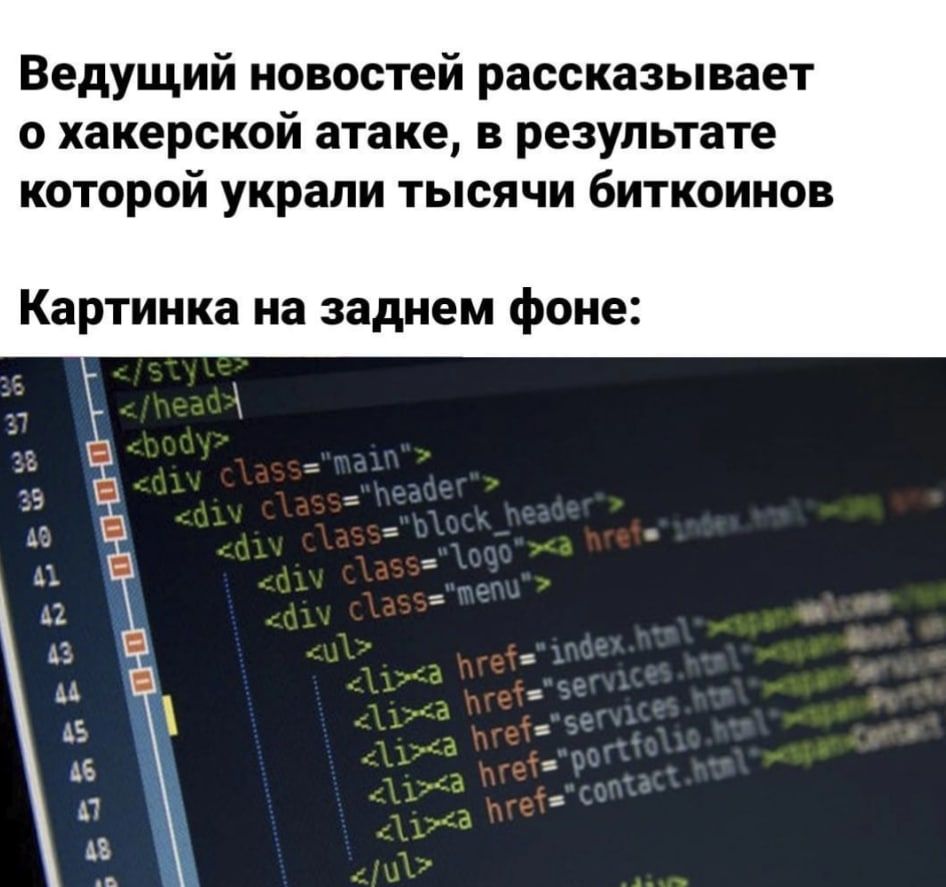 Ведущий новостей рассказывает
о хакерской атаке, в результате
которой украли тысячи биткоинов
Картинка на заднем фоне:
36 </style>
37 </head>
38 <body>
39 <div class="main">
40 <div class="header">
41 <div class="block_header">
42 <div class="logo"><a href="index.html"><img
43 <div class="menu">
44 <ul>
45 <li><a href="index.html"><span>Welcome
46 <li><a href="services.html"><span>About us
47 <li><a href="services.html"><span>Services
48 <li><a href="portfolio.html"><span>Portfolio
<li><a href="contact.html"><span>Contact
</ul>